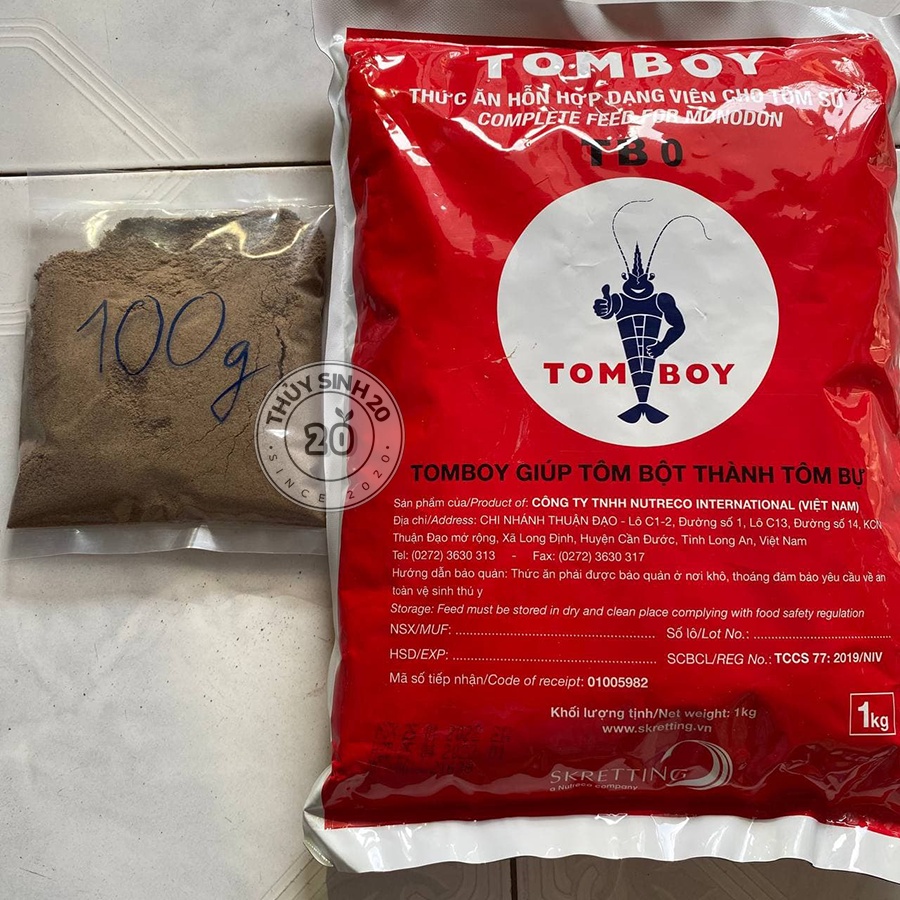 TOMBOY
THỨC ĂN HỖN HỢP DẠNG VIÊN CHO TÔM SÚ
COMPLETE FEED FOR MONODON
TB 0
TOMBOY
TOMBOY GIÚP TÔM BỘT THÀNH TÔM BỰ
Sản phẩm của/Product of: CÔNG TY TNHH NUTRECO INTERNATIONAL (VIỆT NAM)
Địa chỉ/Address: CHI NHÁNH THUẬN ĐẠO - Lô C1-2, Đường số 1, Lô C13, Đường số 14, KCN
Thuận Đạo mở rộng, Xã Long Định, Huyện Cần Đước, Tỉnh Long An, Việt Nam
Tel: (0272) 3630 313 - Fax: (0272) 3630 317
Hướng dẫn bảo quản: Thức ăn phải được bảo quản ở nơi khô, thoáng đảm bảo yêu cầu về an
toàn vệ sinh thú y
Storage: Feed must be stored in dry and clean place complying with food safety regulation
NSX/MUF: Số lô/Lot No.:
HSD/EXP: SCBCL/REG No.: TCCS 77: 2019/NIV
Mã số tiếp nhận/Code of receipt: 01005982
Khối lượng tịnh/Net weight: 1kg
www.skretting.vn
1kg
SKRETTING
a Nutreco company
100g
THỦY SINH 20
20
SINCE 2020